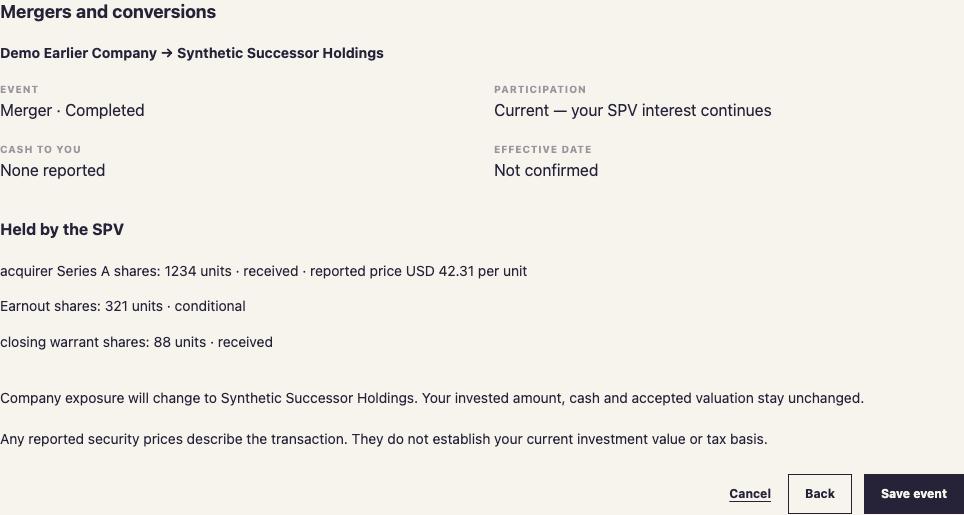 Mergers and conversions
Demo Earlier Company → Synthetic Successor Holdings
EVENT
Merger · Completed
PARTICIPATION
Current — your SPV interest continues
CASH TO YOU
None reported
EFFECTIVE DATE
Not confirmed
Held by the SPV
acquirer Series A shares: 1234 units · received · reported price USD 42.31 per unit
Earnout shares: 321 units · conditional
closing warrant shares: 88 units · received
Company exposure will change to Synthetic Successor Holdings. Your invested amount, cash and accepted valuation stay unchanged.
Any reported security prices describe the transaction. They do not establish your current investment value or tax basis.
Cancel
Back
Save event